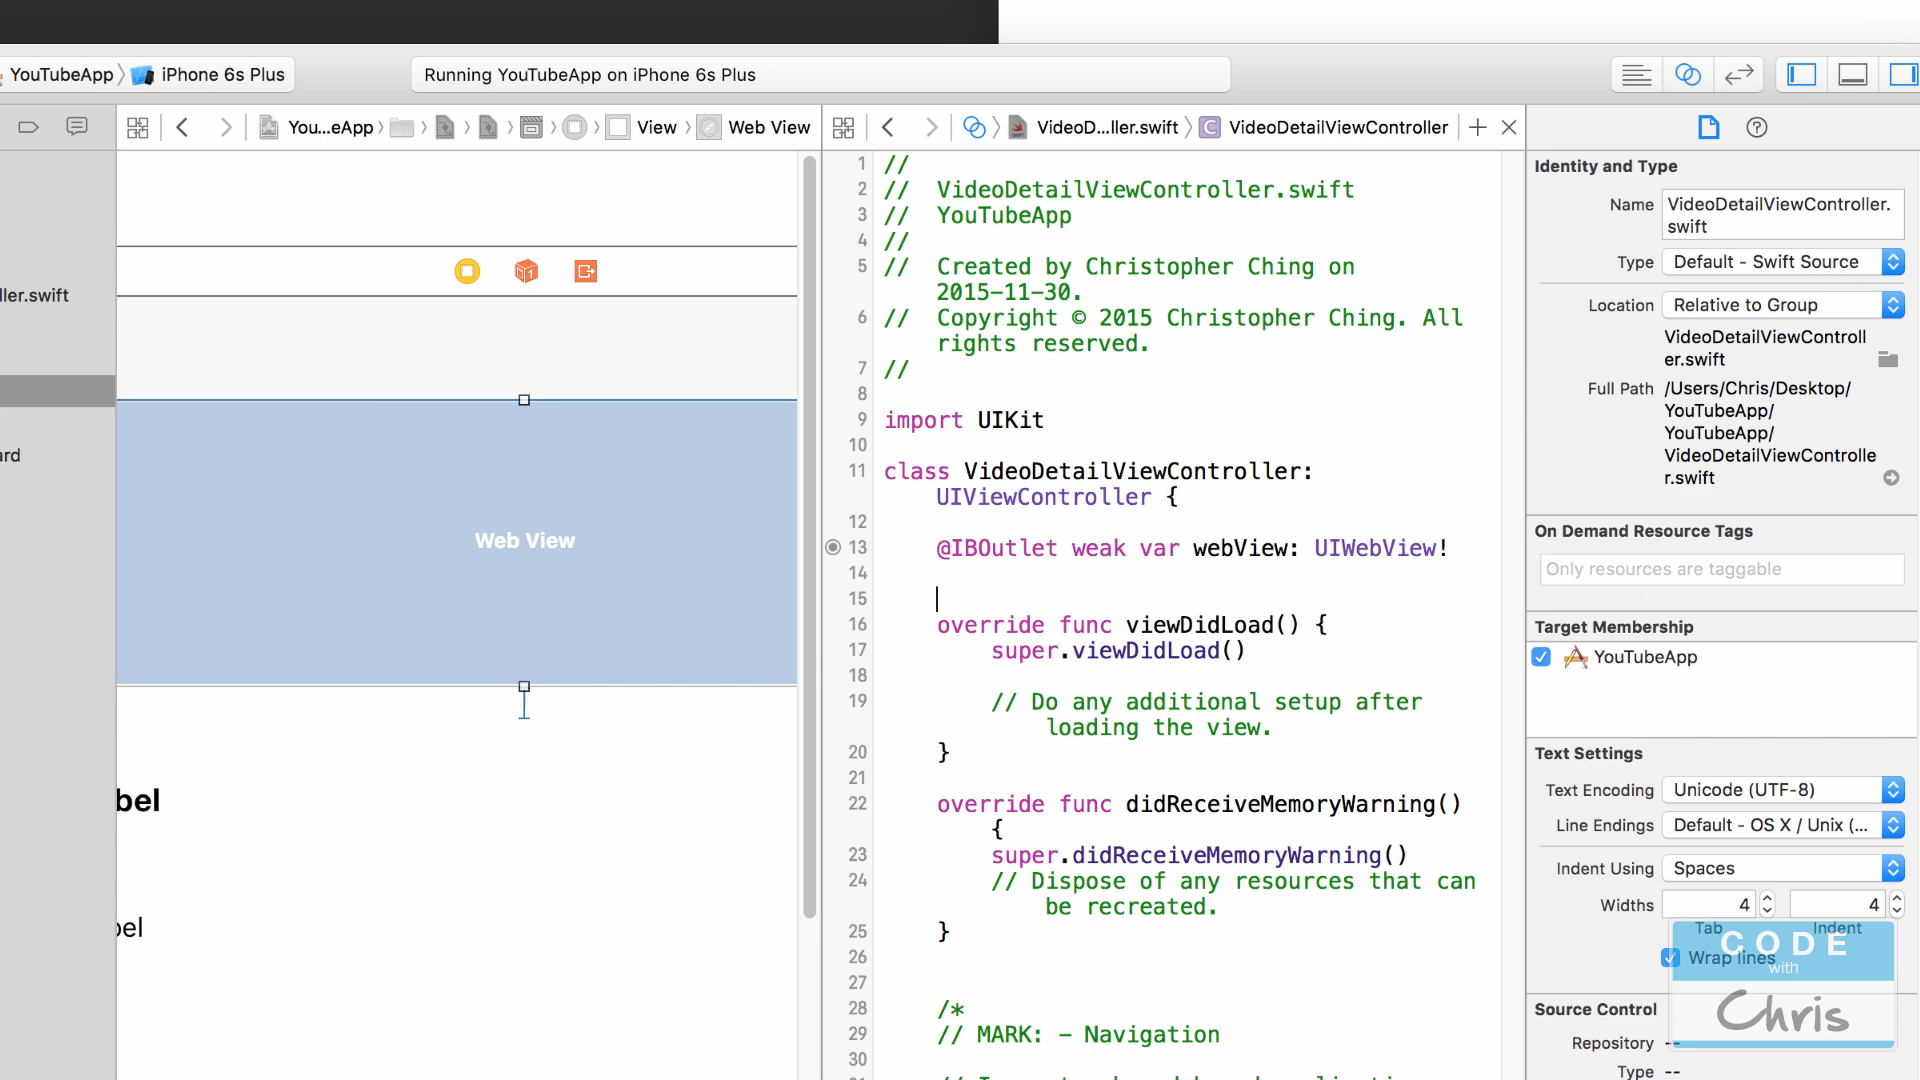 YouTubeApp
iPhone 6s Plus
Running YouTubeApp on iPhone 6s Plus
You...eApp
View
Web View
VideoD...ller.swift
VideoDetailViewController
ller.swift
ard
Web View
bel
bel
1 //
2 // VideoDetailViewController.swift
3 // YouTubeApp
4 //
5 // Created by Christopher Ching on
2015-11-30.
6 // Copyright © 2015 Christopher Ching. All
rights reserved.
7 //
8
9 import UIKit
10
11 class VideoDetailViewController:
UIViewController {
12
13 @IBOutlet weak var webView: UIWebView!
14
15
16 override func viewDidLoad() {
17 super.viewDidLoad()
18
19 // Do any additional setup after
loading the view.
20 }
21
22 override func didReceiveMemoryWarning()
{
23 super.didReceiveMemoryWarning()
24 // Dispose of any resources that can
be recreated.
25 }
26
27
28 /*
29 // MARK: - Navigation
30
Identity and Type
Name VideoDetailViewController.
swift
Type Default - Swift Source
Location Relative to Group
VideoDetailViewControll
er.swift
Full Path /Users/Chris/Desktop/
YouTubeApp/
YouTubeApp/
VideoDetailViewControlle
r.swift
On Demand Resource Tags
Only resources are taggable
Target Membership
YouTubeApp
Text Settings
Text Encoding Unicode (UTF-8)
Line Endings Default - OS X / Unix (...
Indent Using Spaces
Widths 4 4
Tab Indent
Wrap lines
CODE
with
Chris
Source Control
Repository --
Type --